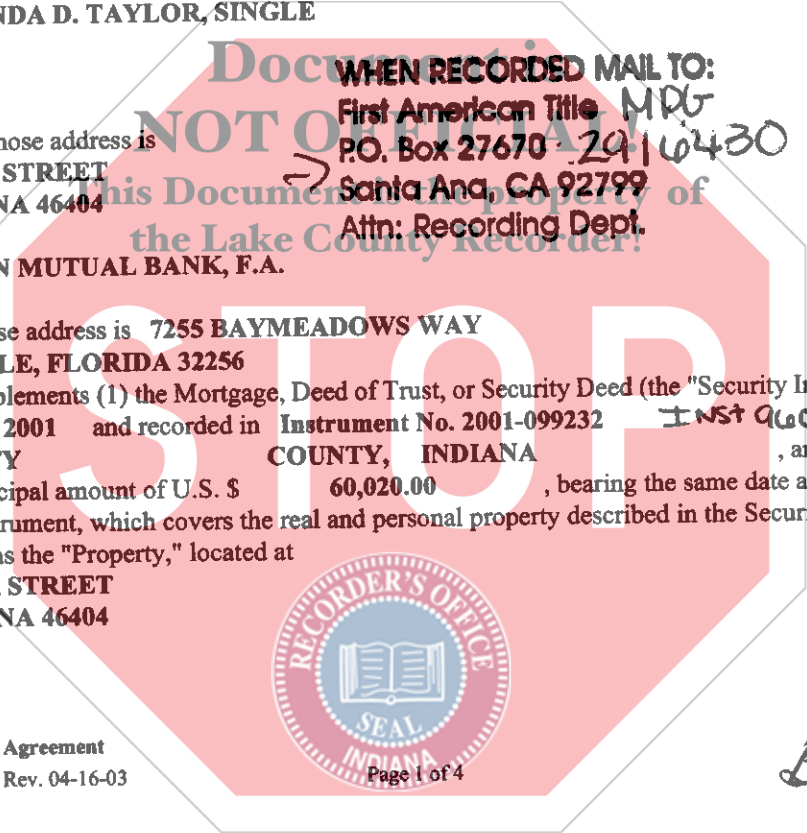 NDA D. TAYLOR, SINGLE
Document is
NOT OFFICIAL!
This Document is the property of
the Lake County Recorder!
WHEN RECORDED MAIL TO:
First American Title MDG
P.O. Box 27670 2916430
Santa Ana, CA 92799
Attn: Recording Dept.
hose address is
STREET
NA 46404
N MUTUAL BANK, F.A.
se address is 7255 BAYMEADOWS WAY
LE, FLORIDA 32256
plements (1) the Mortgage, Deed of Trust, or Security Deed (the "Security In
2001 and recorded in Instrument No. 2001-099232 INST
Y COUNTY, INDIANA , an
cipal amount of U.S. $ 60,020.00 , bearing the same date a
rument, which covers the real and personal property described in the Securi
as the "Property," located at
STREET
NA 46404
STOP
RECORDER'S OFFICE
SEAL
INDIANA
Agreement
Rev. 04-16-03
Page 1 of 4